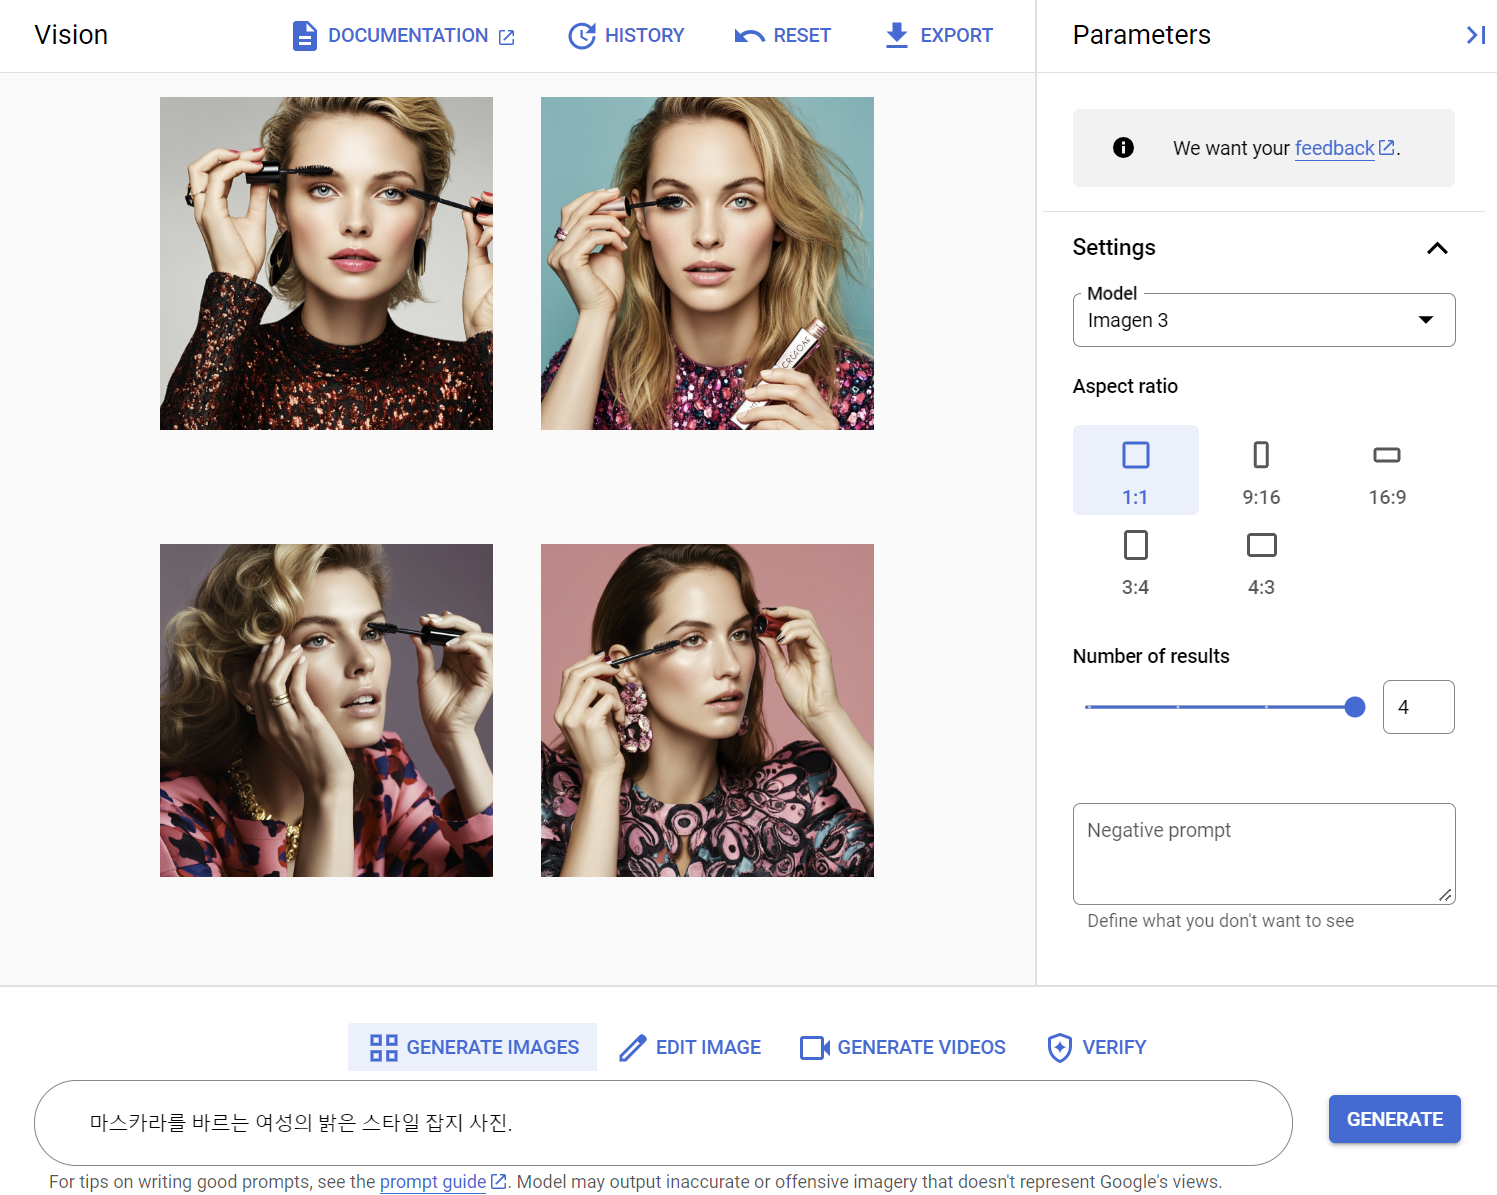 Vision
DOCUMENTATION
HISTORY
RESET
EXPORT
Parameters
We want your feedback.
Settings
Model
Imagen 3
Aspect ratio
1:1
9:16
16:9
3:4
4:3
Number of results
4
Negative prompt
Define what you don't want to see
GENERATE IMAGES
EDIT IMAGE
GENERATE VIDEOS
VERIFY
마스카라를 바르는 여성의 밝은 스타일 잡지 사진.
GENERATE
For tips on writing good prompts, see the prompt guide. Model may output inaccurate or offensive imagery that doesn't represent Google's views.